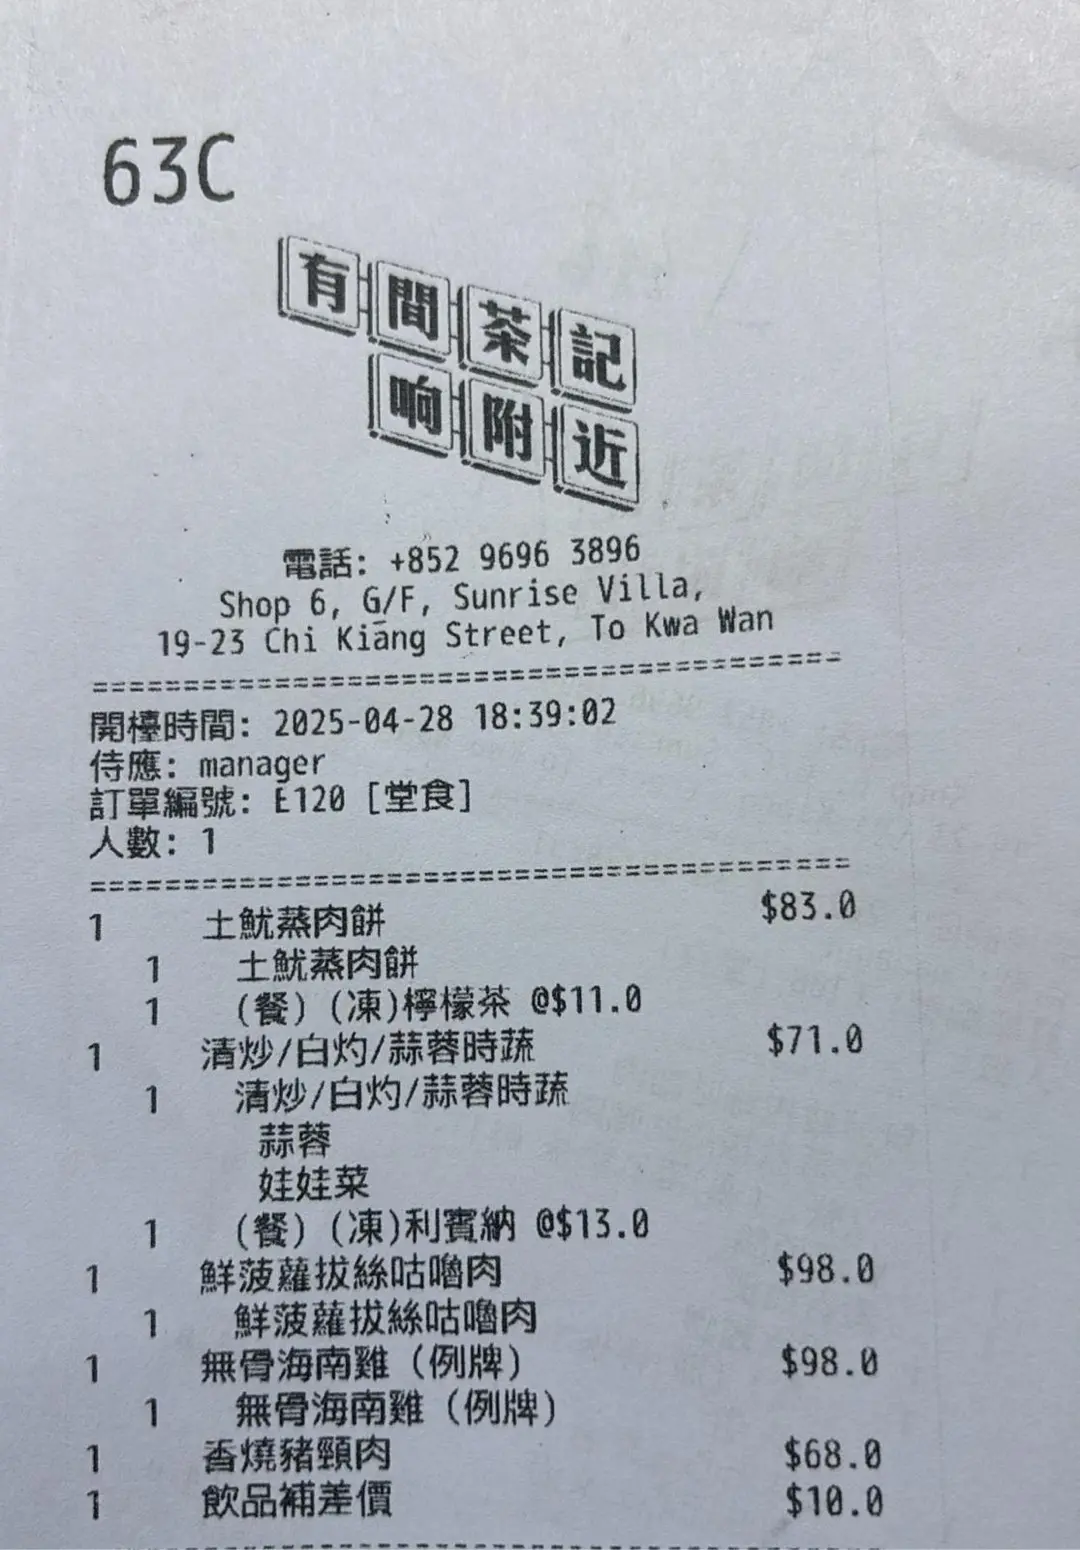 63C
有間茶記
响附近
電話: +852 9696 3896
Shop 6, G/F, Sunrise Villa,
19-23 Chi Kiang Street, To Kwa Wan
==========================================
開檯時間: 2025-04-28 18:39:02
侍應: manager
訂單編號: E120 [堂食]
人數: 1
==========================================
1 土魷蒸肉餅 $83.0
1 土魷蒸肉餅
1 (餐) (凍)檸檬茶 @$11.0
1 清炒/白灼/蒜蓉時蔬 $71.0
1 清炒/白灼/蒜蓉時蔬
蒜蓉
娃娃菜
1 (餐) (凍)利賓納 @$13.0
1 鮮菠蘿拔絲咕嚕肉 $98.0
1 鮮菠蘿拔絲咕嚕肉
1 無骨海南雞 (例牌) $98.0
1 無骨海南雞 (例牌)
1 香燒豬頸肉 $68.0
1 飲品補差價 $10.0